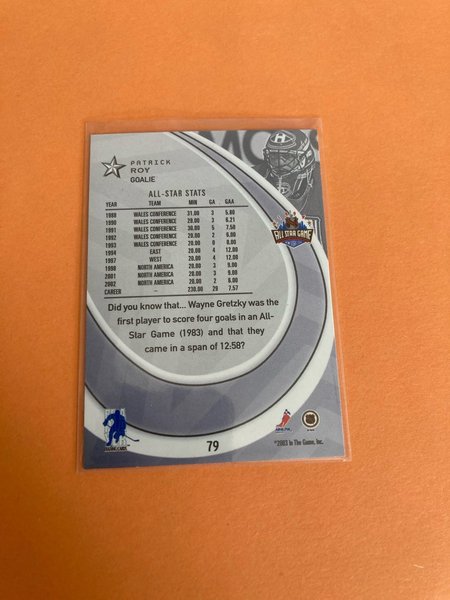 PATRICK
ROY
GOALIE
ALL-STAR STATS
YEAR TEAM MIN GA GAA
1988 WALES CONFERENCE 31.00 3 5.80
1990 WALES CONFERENCE 29.00 3 6.21
1991 WALES CONFERENCE 30.00 5 7.50
1992 WALES CONFERENCE 20.00 2 6.00
1993 WALES CONFERENCE 20.00 0 0.00
1994 EAST 20.00 4 12.00
1997 WEST 20.00 4 12.00
1998 NORTH AMERICA 20.00 3 9.00
2001 NORTH AMERICA 20.00 3 9.00
2002 NORTH AMERICA 20.00 2 6.00
CAREER – 230.00 29 7.57
ALL STAR GAME
Did you know that... Wayne Gretzky was the
first player to score four goals in an All-
Star Game (1983) and that they
came in a span of 12:58?
79
©2003 In The Game, Inc.